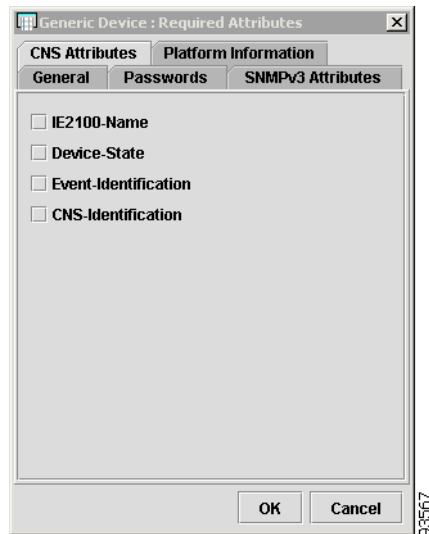 Generic Device : Required Attributes
CNS Attributes Platform Information
General Passwords SNMPv3 Attributes
IE2100-Name
Device-State
Event-Identification
CNS-Identification
OK Cancel
93567